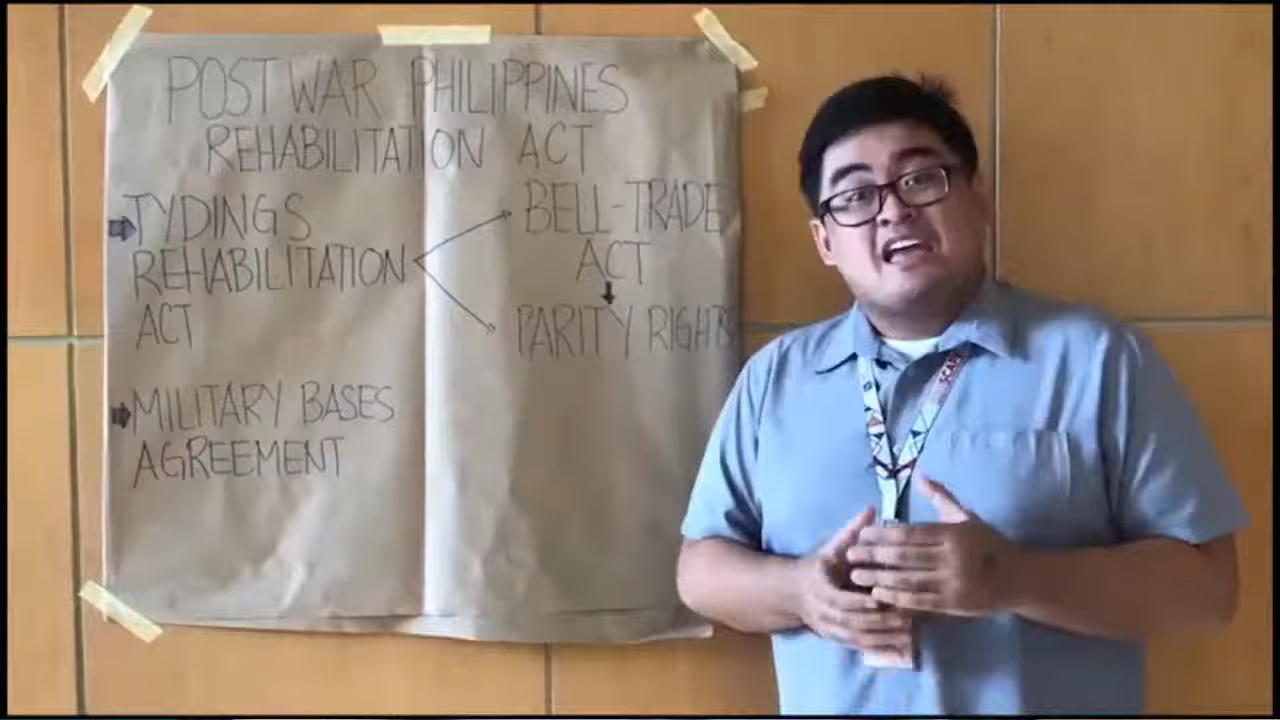 POST WAR PHILIPPINES
REHABILITATION ACT
TYDINGS
REHABILITATION
ACT
BELL-TRADE
ACT
PARITY RIGHTS
MILITARY BASES
AGREEMENT